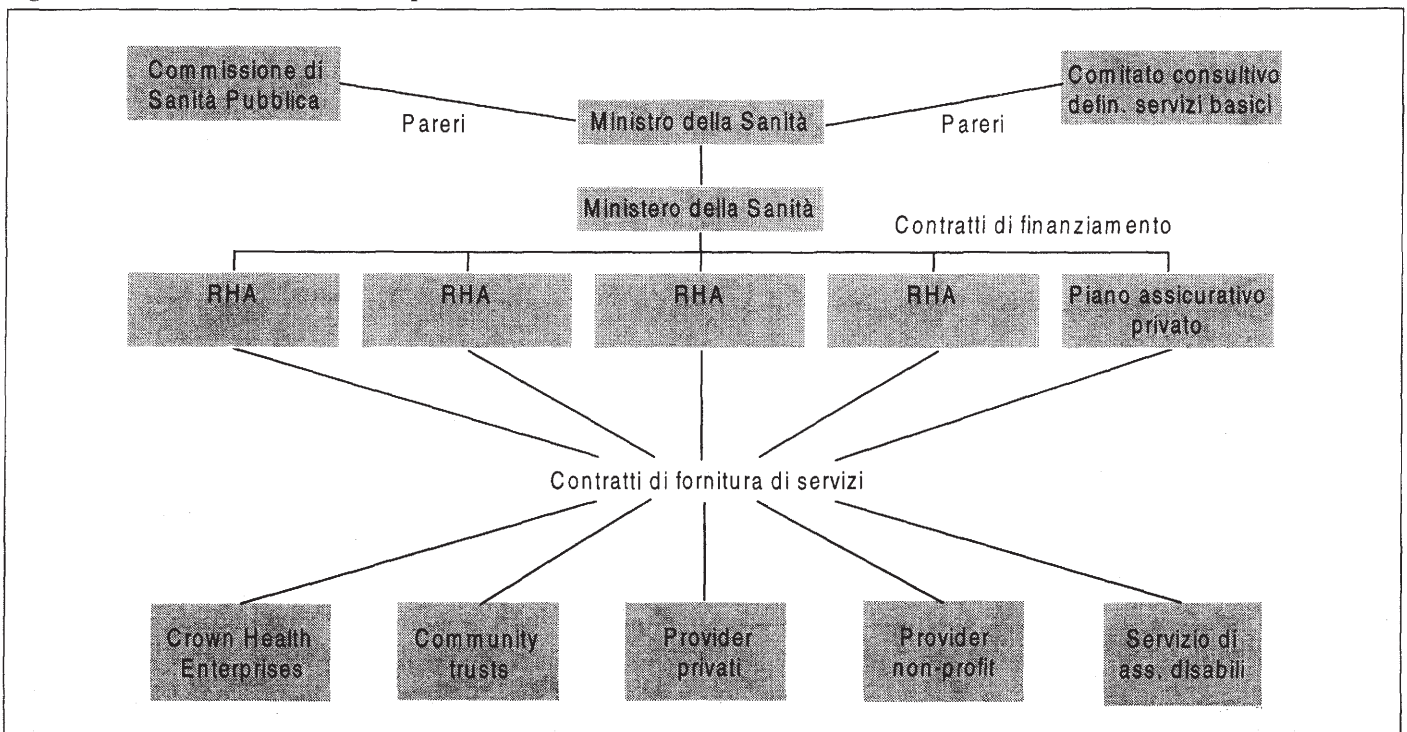 Commissione di
Sanità Pubblica
Comitato consultivo
defin. servizi basici
Pareri
Ministro della Sanità
Pareri
Ministero della Sanità
Contratti di finanziamento
RHA
RHA
RHA
RHA
Piano assicurativo
privato
Contratti di fornitura di servizi
Crown Health
Enterprises
Community
trusts
Provider
privati
Provider
non-profit
Servizio di
ass. disabili